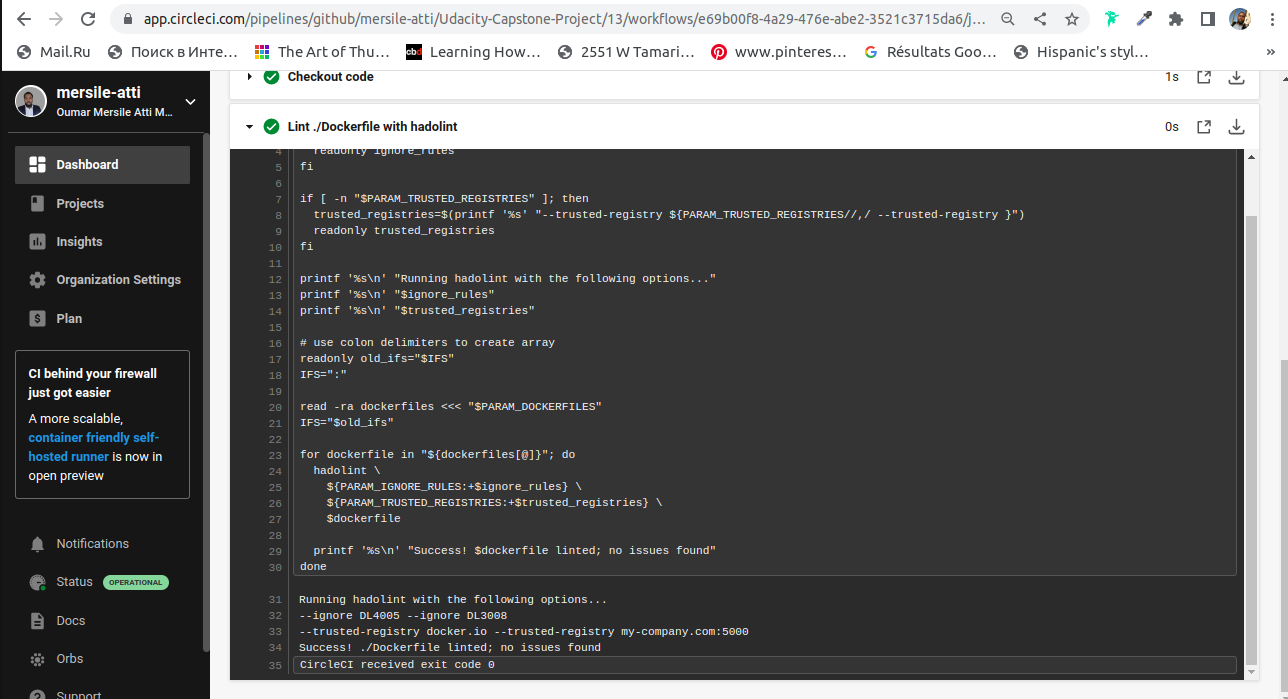 app.circleci.com/pipelines/github/mersile-atti/Udacity-Capstone-Project/13/workflows/e69b00f8-4a29-476e-abe2-3521c3715da6/j...
Mail.Ru
Поиск в Инте...
The Art of Thu...
cbd Learning How...
2551 W Tamari...
www.pinteres...
Résultats Goo...
Hispanic's styl...
»
mersile-atti
Oumar Mersile Atti M...
Dashboard
Projects
Insights
Organization Settings
Plan
CI behind your firewall
just got easier
A more scalable,
container friendly self-
hosted runner is now in
open preview
Notifications
Status OPERATIONAL
Docs
Orbs
Support
Checkout code 1s
Lint ./Dockerfile with hadolint 0s
4 readonly ignore_rules
5 fi
6
7 if [ -n "$PARAM_TRUSTED_REGISTRIES" ]; then
8 trusted_registries=$(printf '%s' "--trusted-registry ${PARAM_TRUSTED_REGISTRIES//,/ --trusted-registry }")
9 readonly trusted_registries
10 fi
11
12 printf '%s\n' "Running hadolint with the following options..."
13 printf '%s\n' "$ignore_rules"
14 printf '%s\n' "$trusted_registries"
15
16 # use colon delimiters to create array
17 readonly old_ifs="$IFS"
18 IFS=":"
19
20 read -ra dockerfiles <<< "$PARAM_DOCKERFILES"
21 IFS="$old_ifs"
22
23 for dockerfile in "${dockerfiles[@]}"; do
24 hadolint \
25 ${PARAM_IGNORE_RULES:+$ignore_rules} \
26 ${PARAM_TRUSTED_REGISTRIES:+$trusted_registries} \
27 $dockerfile
28
29 printf '%s\n' "Success! $dockerfile linted; no issues found"
30 done
31 Running hadolint with the following options...
32 --ignore DL4005 --ignore DL3008
33 --trusted-registry docker.io --trusted-registry my-company.com:5000
34 Success! ./Dockerfile linted; no issues found
35 CircleCI received exit code 0